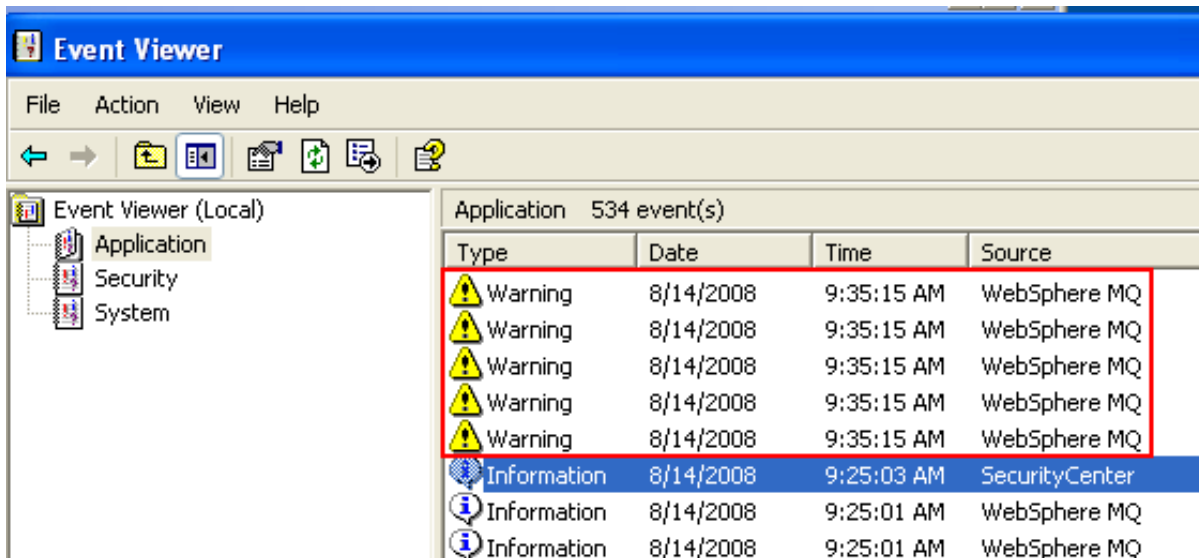 Event Viewer
File Action View Help
Event Viewer (Local)
Application
Security
System
Application 534 event(s)
Type Date Time Source
Warning 8/14/2008 9:35:15 AM WebSphere MQ
Warning 8/14/2008 9:35:15 AM WebSphere MQ
Warning 8/14/2008 9:35:15 AM WebSphere MQ
Warning 8/14/2008 9:35:15 AM WebSphere MQ
Warning 8/14/2008 9:35:15 AM WebSphere MQ
Information 8/14/2008 9:25:03 AM SecurityCenter
Information 8/14/2008 9:25:01 AM WebSphere MQ
Information 8/14/2008 9:25:01 AM WebSphere MQ